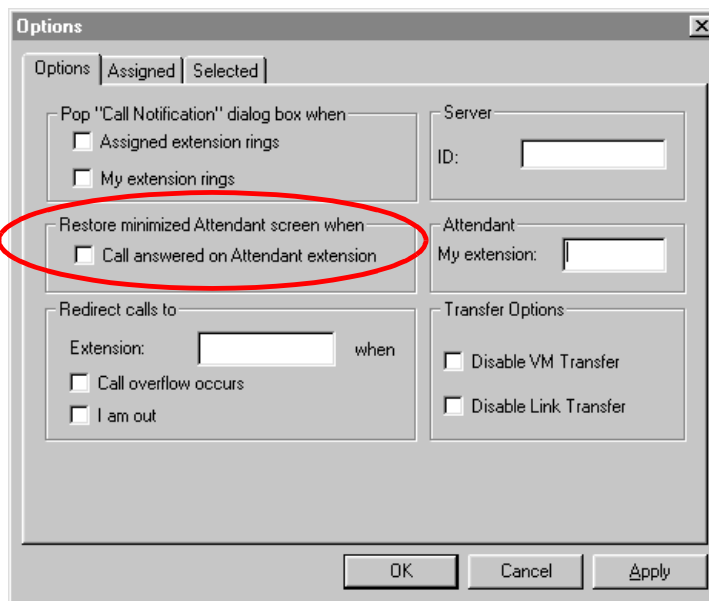 Options
Options Assigned Selected
Pop "Call Notification" dialog box when
Assigned extension rings
My extension rings
Server
ID:
Restore minimized Attendant screen when
Call answered on Attendant extension
Attendant
My extension:
Redirect calls to
Extension: when
Call overflow occurs
I am out
Transfer Options
Disable VM Transfer
Disable Link Transfer
OK Cancel Apply